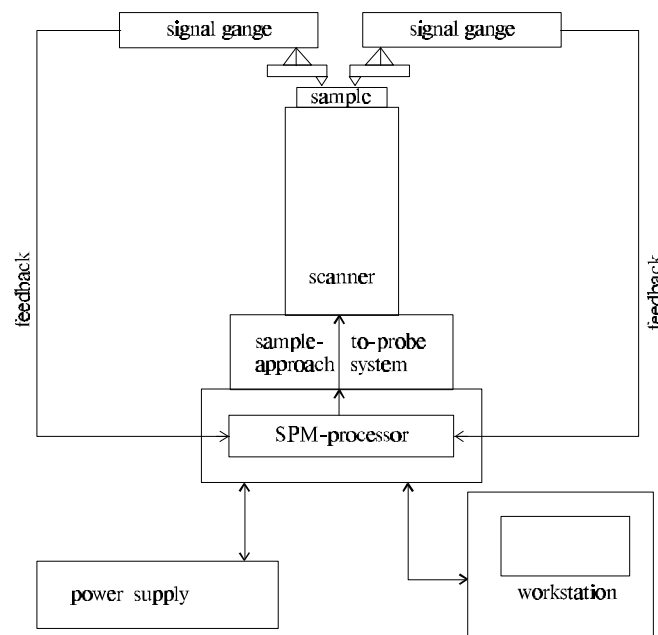 signal gange
signal gange
sample
scanner
feedback
feedback
sample- to-probe
approach system
SPM-processor
power supply
workstation